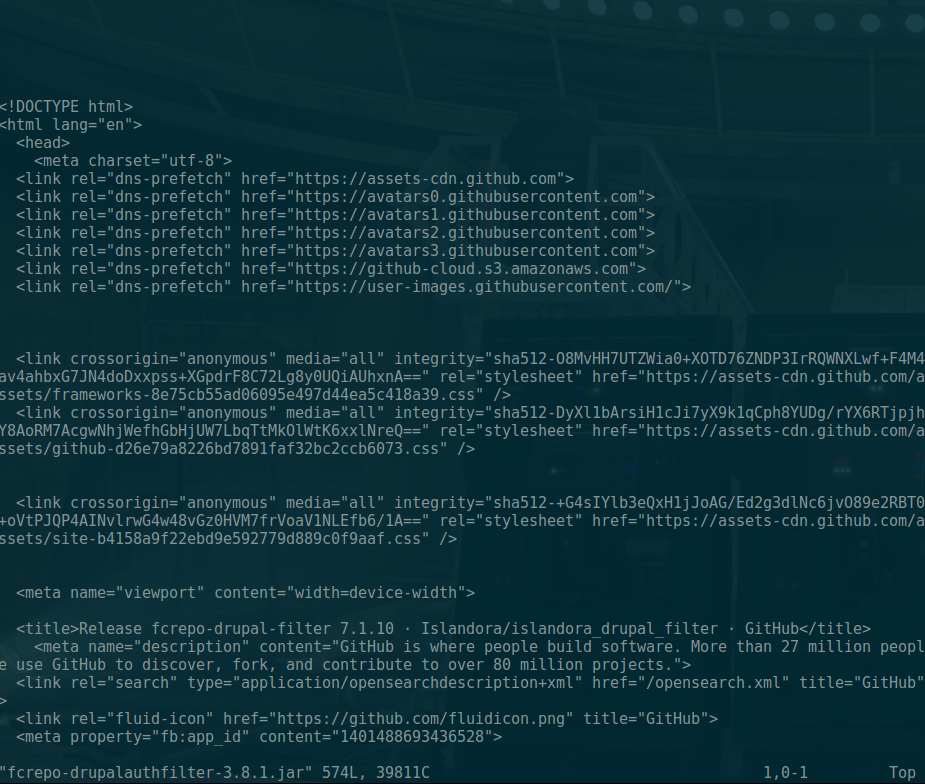 <!DOCTYPE html>
<html lang="en">
<head>
<meta charset="utf-8">
<link rel="dns-prefetch" href="https://assets-cdn.github.com">
<link rel="dns-prefetch" href="https://avatars0.githubusercontent.com">
<link rel="dns-prefetch" href="https://avatars1.githubusercontent.com">
<link rel="dns-prefetch" href="https://avatars2.githubusercontent.com">
<link rel="dns-prefetch" href="https://avatars3.githubusercontent.com">
<link rel="dns-prefetch" href="https://github-cloud.s3.amazonaws.com">
<link rel="dns-prefetch" href="https://user-images.githubusercontent.com/">
<link crossorigin="anonymous" media="all" integrity="sha512-O8MvHH7UTZWia0+XOTD76ZNDP3IrRQWNXLwf+F4M4
av4ahbxG7JN4doDxxpss+XGpdrF8C72Lg8y0UQiAUhxnA==" rel="stylesheet" href="https://assets-cdn.github.com/a
ssets/frameworks-8e75cb55ad06095e497d44ea5c418a39.css" />
<link crossorigin="anonymous" media="all" integrity="sha512-DyXl1bArsiH1cJi7yX9k1qCph8YUDg/rYX6RTjpjh
Y8AoRM7AcgwNhjWefhGbHjUW7LbqTtMkOlWtK6xxlNreQ==" rel="stylesheet" href="https://assets-cdn.github.com/a
ssets/github-d26e79a8226bd7891faf32bc2ccb6073.css" />
<link crossorigin="anonymous" media="all" integrity="sha512-+G4sIYlb3eQxH1jJoAG/Ed2g3dlNc6jvO89e2RBT0
+oVtPJQP4AINvlrwG4w48vGz0HVM7frVoaV1NLEfb6/1A==" rel="stylesheet" href="https://assets-cdn.github.com/a
ssets/site-b4158a9f22ebd9e592779d889c0f9aaf.css" />
<meta name="viewport" content="width=device-width">
<title>Release fcrepo-drupal-filter 7.1.10 · Islandora/islandora_drupal_filter · GitHub</title>
<meta name="description" content="GitHub is where people build software. More than 27 million peopl
e use GitHub to discover, fork, and contribute to over 80 million projects.">
<link rel="search" type="application/opensearchdescription+xml" href="/opensearch.xml" title="GitHub"
>
<link rel="fluid-icon" href="https://github.com/fluidicon.png" title="GitHub">
<meta property="fb:app_id" content="1401488693436528">
"fcrepo-drupalauthfilter-3.8.1.jar" 574L, 39811C 1,0-1 Top